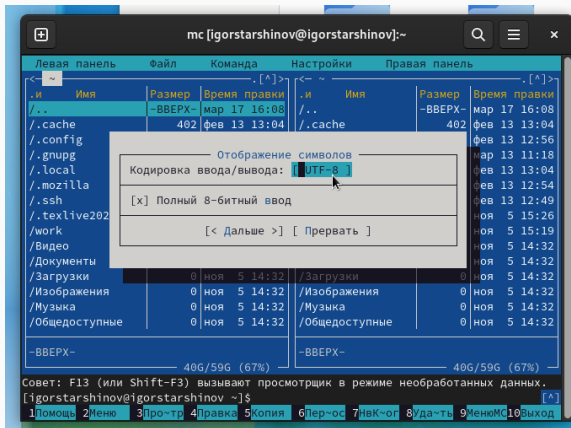 mc [igorstarshinov@igorstarshinov]:~
Левая панель Файл Команда Настройки Правая панель
<─ ~ .[^]> <─ ~ .[^]>
.и Имя Размер Время правки .и Имя Размер Время правки
/.. -ВВЕРХ- мар 17 16:08 /.. -ВВЕРХ- мар 17 16:08
/.cache 402 фев 13 13:04 /.cache 402 фев 13 13:04
/.config фев 13 12:56
/.gnupg мар 13 11:18
/.local фев 13 13:04
/.mozilla фев 13 12:54
/.ssh фев 13 12:49
/.texlive202 ноя 5 15:26
/work ноя 5 15:19
/Видео ноя 5 14:32
/Документы ноя 5 14:32
/Загрузки 0 ноя 5 14:32 /Загрузки 0 ноя 5 14:32
/Изображения 0 ноя 5 14:32 /Изображения 0 ноя 5 14:32
/Музыка 0 ноя 5 14:32 /Музыка 0 ноя 5 14:32
/Общедоступные 0 ноя 5 14:32 /Общедоступные 0 ноя 5 14:32
Отображение символов
Кодировка ввода/вывода: [ UTF-8 ]
[x] Полный 8-битный ввод
[< Дальше >] [ Прервать ]
-ВВЕРХ- -ВВЕРХ-
40G/59G (67%) 40G/59G (67%)
Совет: F13 (или Shift-F3) вызывают просмотрщик в режиме необработанных данных.
[igorstarshinov@igorstarshinov ~]$ [^]
1Помощь 2Меню 3Про~тр 4Правка 5Копия 6Пер~ос 7НвК~ог 8Уда~ть 9МенюMC 10Выход